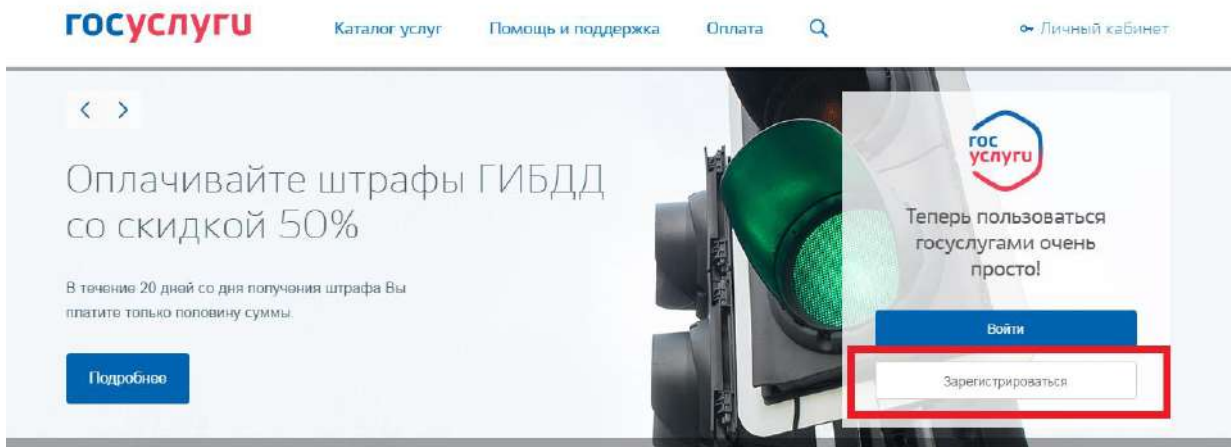 госуслуги
Каталог услуг
Помощь и поддержка
Оплата
Личный кабинет
Оплачивайте штрафы ГИБДД
со скидкой 50%
В течение 20 дней со дня получения штрафа Вы
платите только половину суммы.
Подробнее
гос
услуги
Теперь пользоваться
госуслугами очень
просто!
Войти
Зарегистрироваться